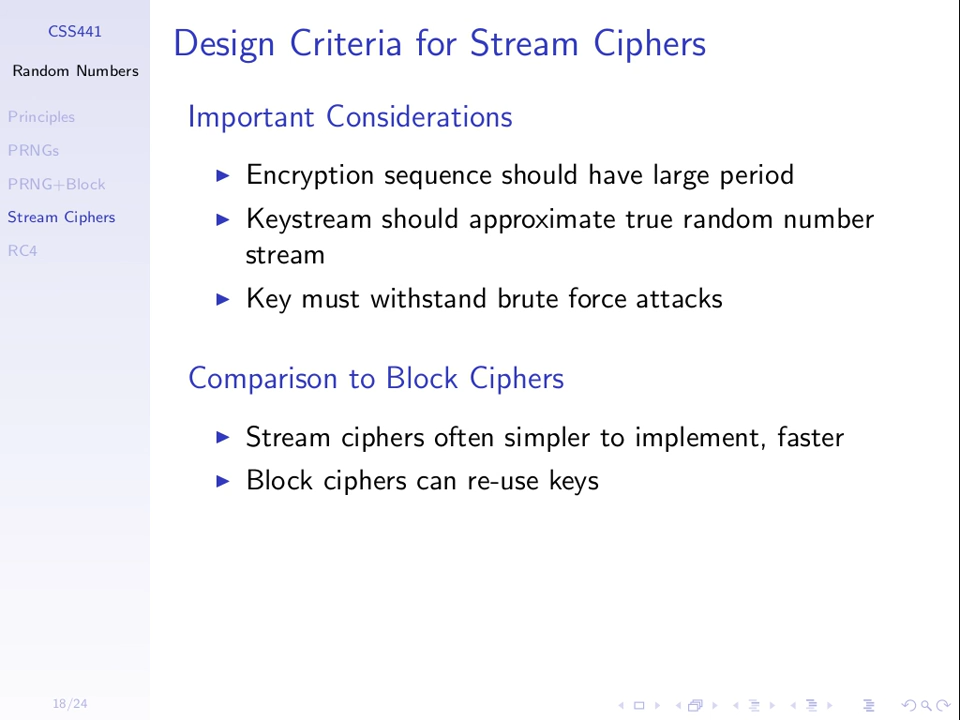 CSS441
Random Numbers
Principles
PRNGs
PRNG+Block
Stream Ciphers
RC4
18/24
Design Criteria for Stream Ciphers
Important Considerations
Encryption sequence should have large period
Keystream should approximate true random number
stream
Key must withstand brute force attacks
Comparison to Block Ciphers
Stream ciphers often simpler to implement, faster
Block ciphers can re-use keys